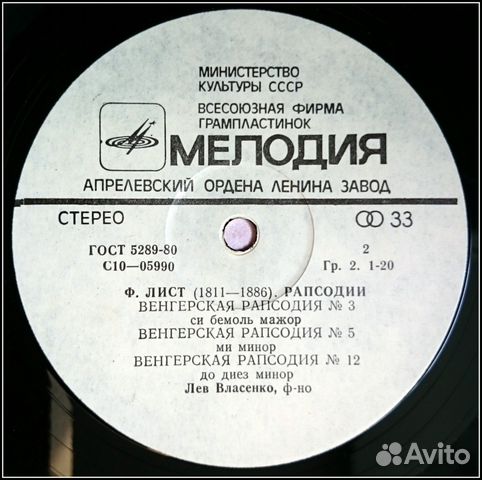 МИНИСТЕРСТВО
КУЛЬТУРЫ СССР
ВСЕСОЮЗНАЯ ФИРМА
ГРАМПЛАСТИНОК
МЕЛОДИЯ
АПРЕЛЕВСКИЙ ОРДЕНА ЛЕНИНА ЗАВОД
СТЕРЕО 33
ГОСТ 5289-80 2
С10—05990 Гр. 2. 1-20
Ф. ЛИСТ (1811—1886). РАПСОДИИ
ВЕНГЕРСКАЯ РАПСОДИЯ № 3
си бемоль мажор
ВЕНГЕРСКАЯ РАПСОДИЯ № 5
ми минор
ВЕНГЕРСКАЯ РАПСОДИЯ № 12
до диез минор
Лев Власенко, ф-но
Avito